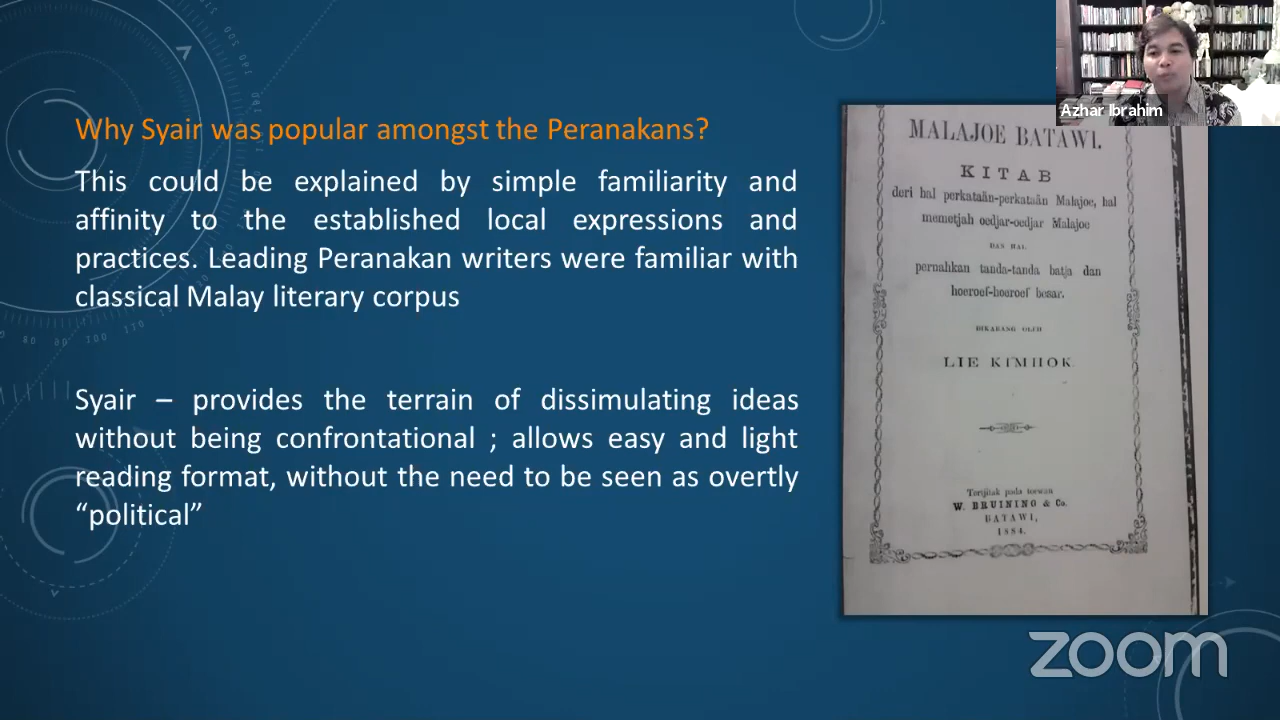 Why Syair was popular amongst the Peranakans?
This could be explained by simple familiarity and
affinity to the established local expressions and
practices. Leading Peranakan writers were familiar with
classical Malay literary corpus
Syair – provides the terrain of dissimulating ideas
without being confrontational ; allows easy and light
reading format, without the need to be seen as overtly
“political”
Azhar Ibrahim
MALAJOE BATAWI.
KITAB
deri hal perkataän-perkataän Malajoe, hal
memetjah oedjar-oedjar Malajoe
DAN HAL
pernahkan tanda-tanda batja dan
hoeroef-hoeroef besar.
DIKARANG OLEH
LIE KIMHOK.
Tertjitak pada toewan
W. BRUINING & Co.
BATAWI,
1884.
zoom